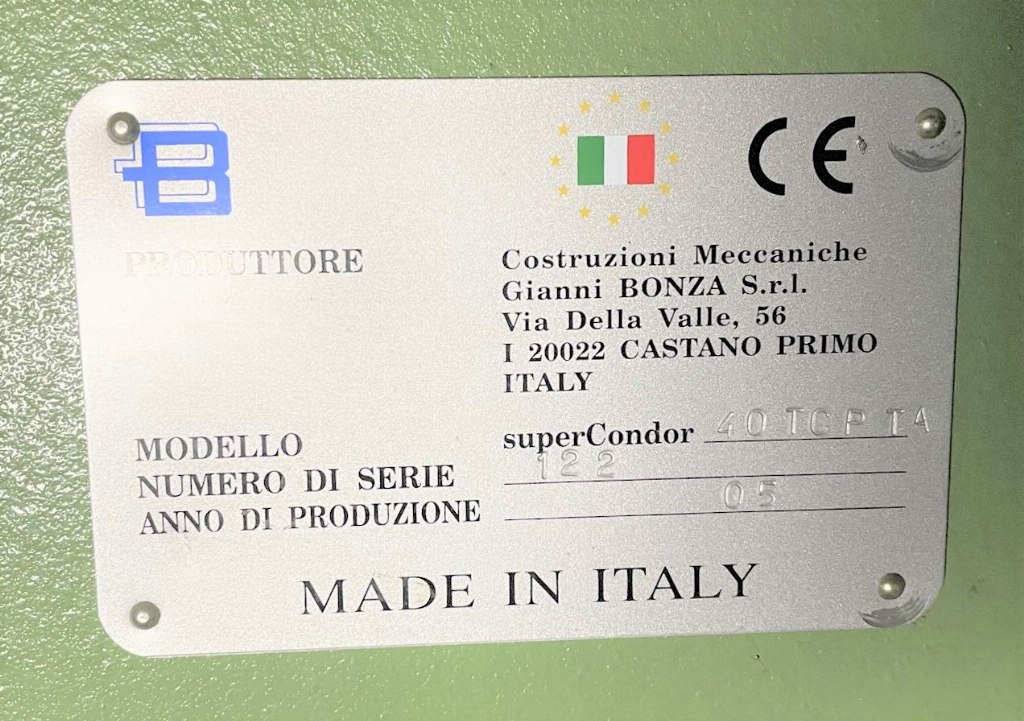 B
CE
PRODUTTORE
Costruzioni Meccaniche
Gianni BONZA S.r.l.
Via Della Valle, 56
I 20022 CASTANO PRIMO
ITALY
MODELLO superCondor 40 TCP TA
NUMERO DI SERIE 122
ANNO DI PRODUZIONE 05
MADE IN ITALY